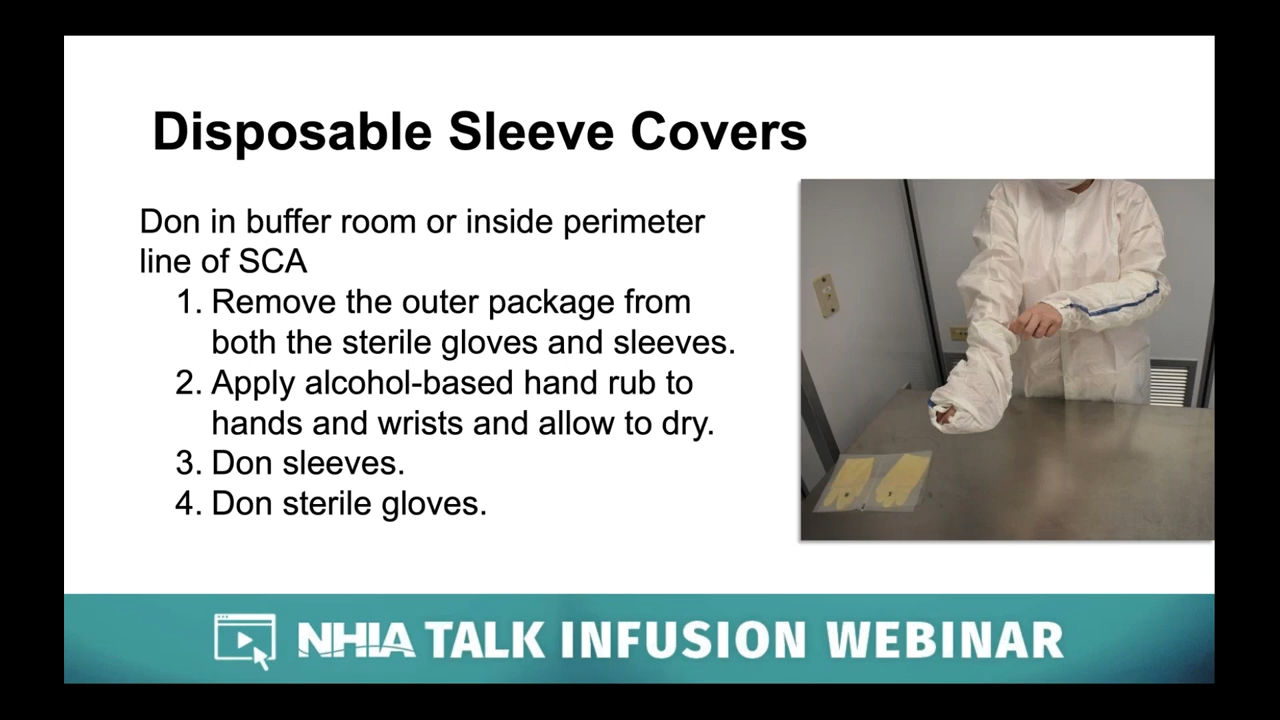 Disposable Sleeve Covers
Don in buffer room or inside perimeter
line of SCA
1. Remove the outer package from
both the sterile gloves and sleeves.
2. Apply alcohol-based hand rub to
hands and wrists and allow to dry.
3. Don sleeves.
4. Don sterile gloves.
NHIA TALK INFUSION WEBINAR